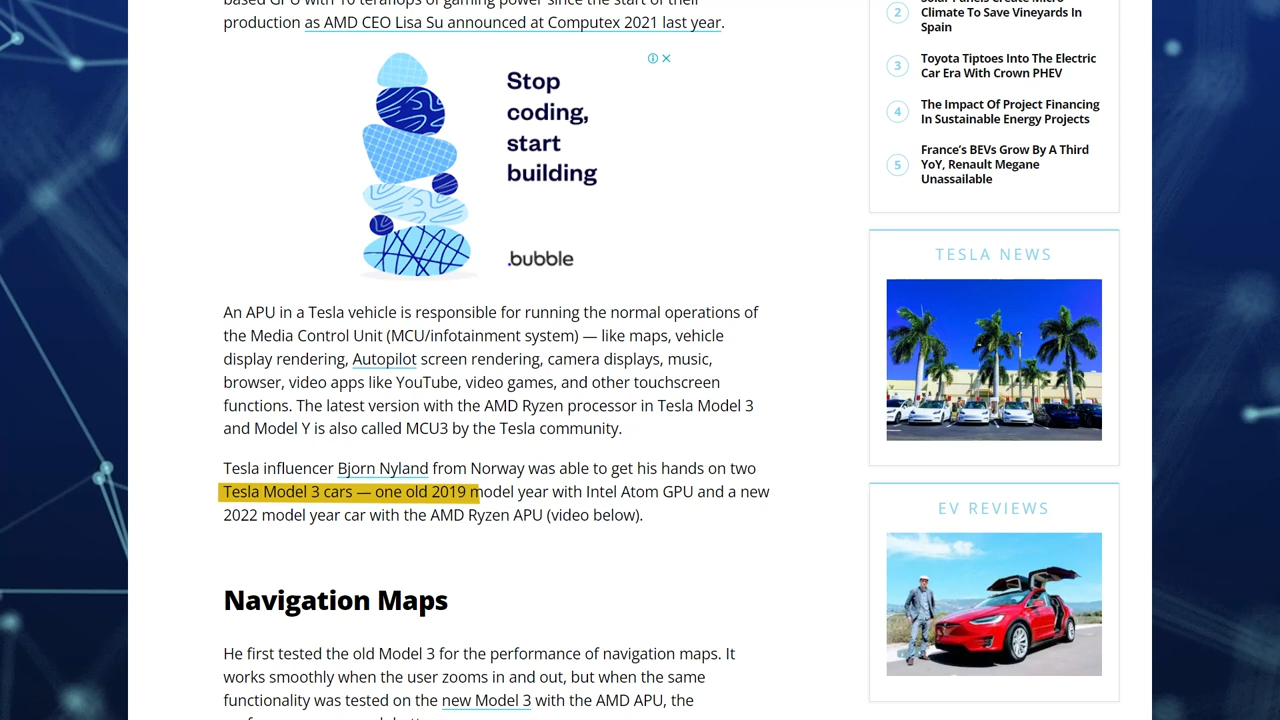 production as AMD CEO Lisa Su announced at Computex 2021 last year.
Stop
coding,
start
building
.bubble
An APU in a Tesla vehicle is responsible for running the normal operations of
the Media Control Unit (MCU/infotainment system) — like maps, vehicle
display rendering, Autopilot screen rendering, camera displays, music,
browser, video apps like YouTube, video games, and other touchscreen
functions. The latest version with the AMD Ryzen processor in Tesla Model 3
and Model Y is also called MCU3 by the Tesla community.
Tesla influencer Bjorn Nyland from Norway was able to get his hands on two
Tesla Model 3 cars — one old 2019 model year with Intel Atom GPU and a new
2022 model year car with the AMD Ryzen APU (video below).
Navigation Maps
He first tested the old Model 3 for the performance of navigation maps. It
works smoothly when the user zooms in and out, but when the same
functionality was tested on the new Model 3 with the AMD APU, the
2
Climate To Save Vineyards In
Spain
3
Toyota Tiptoes Into The Electric
Car Era With Crown PHEV
4
The Impact Of Project Financing
In Sustainable Energy Projects
5
France's BEVs Grow By A Third
YoY, Renault Megane
Unassailable
TESLA NEWS
EV REVIEWS